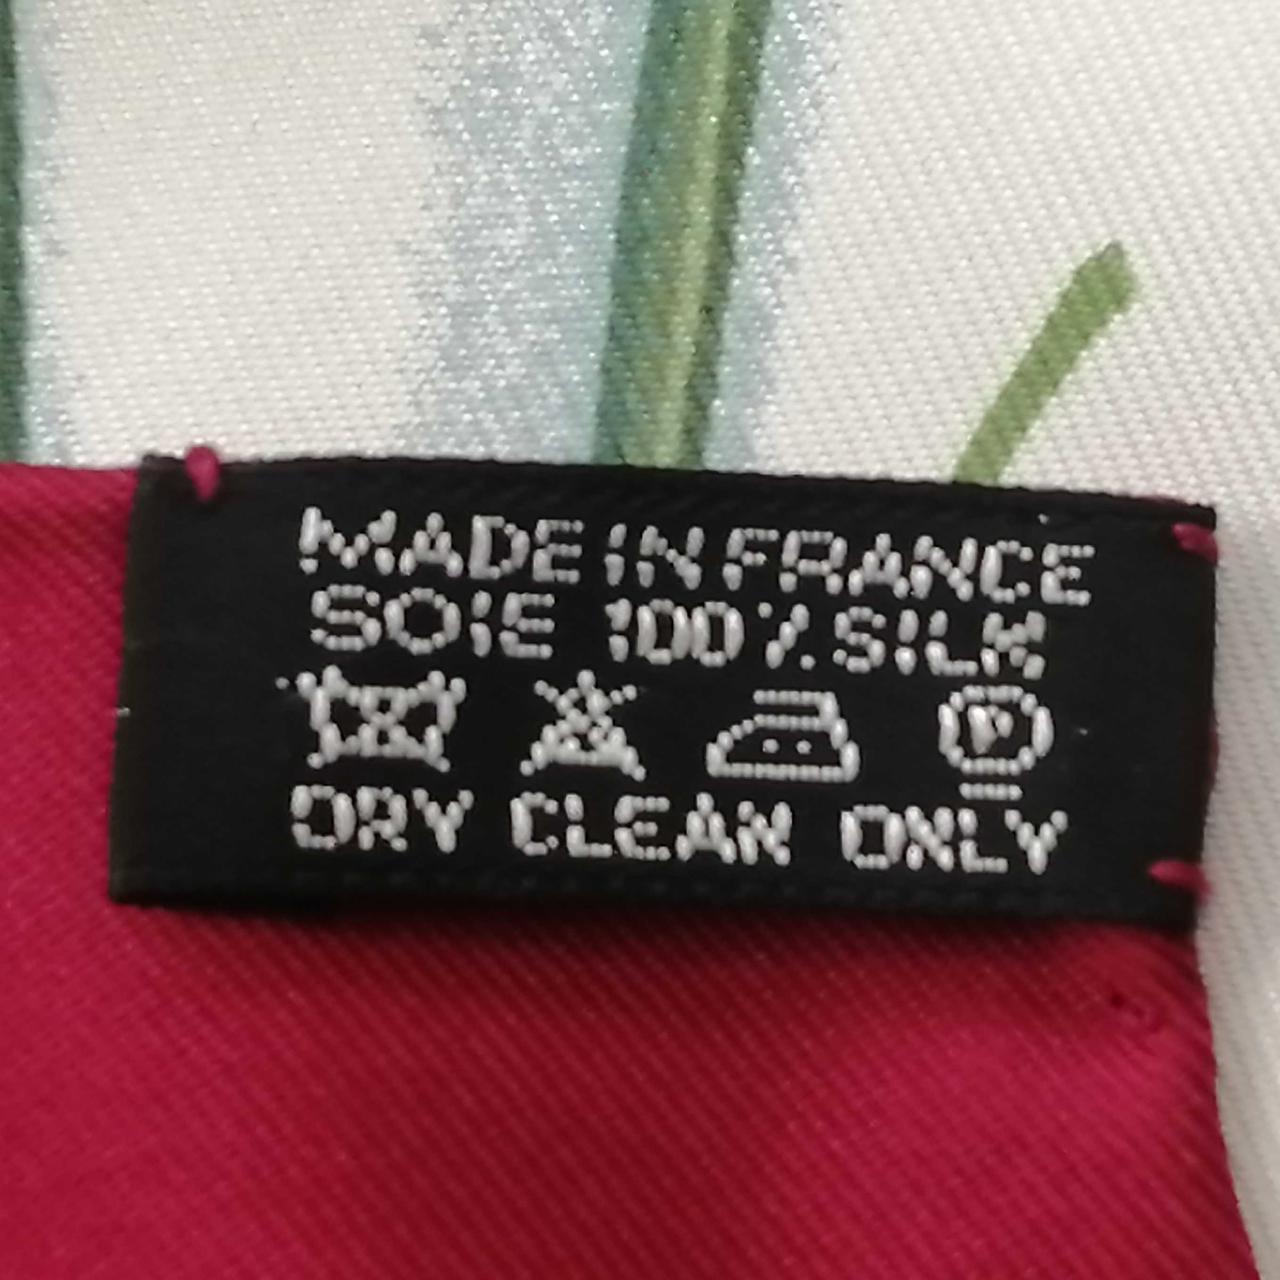 MADE IN FRANCE
SOIE 100% SILK
P
DRY CLEAN ONLY